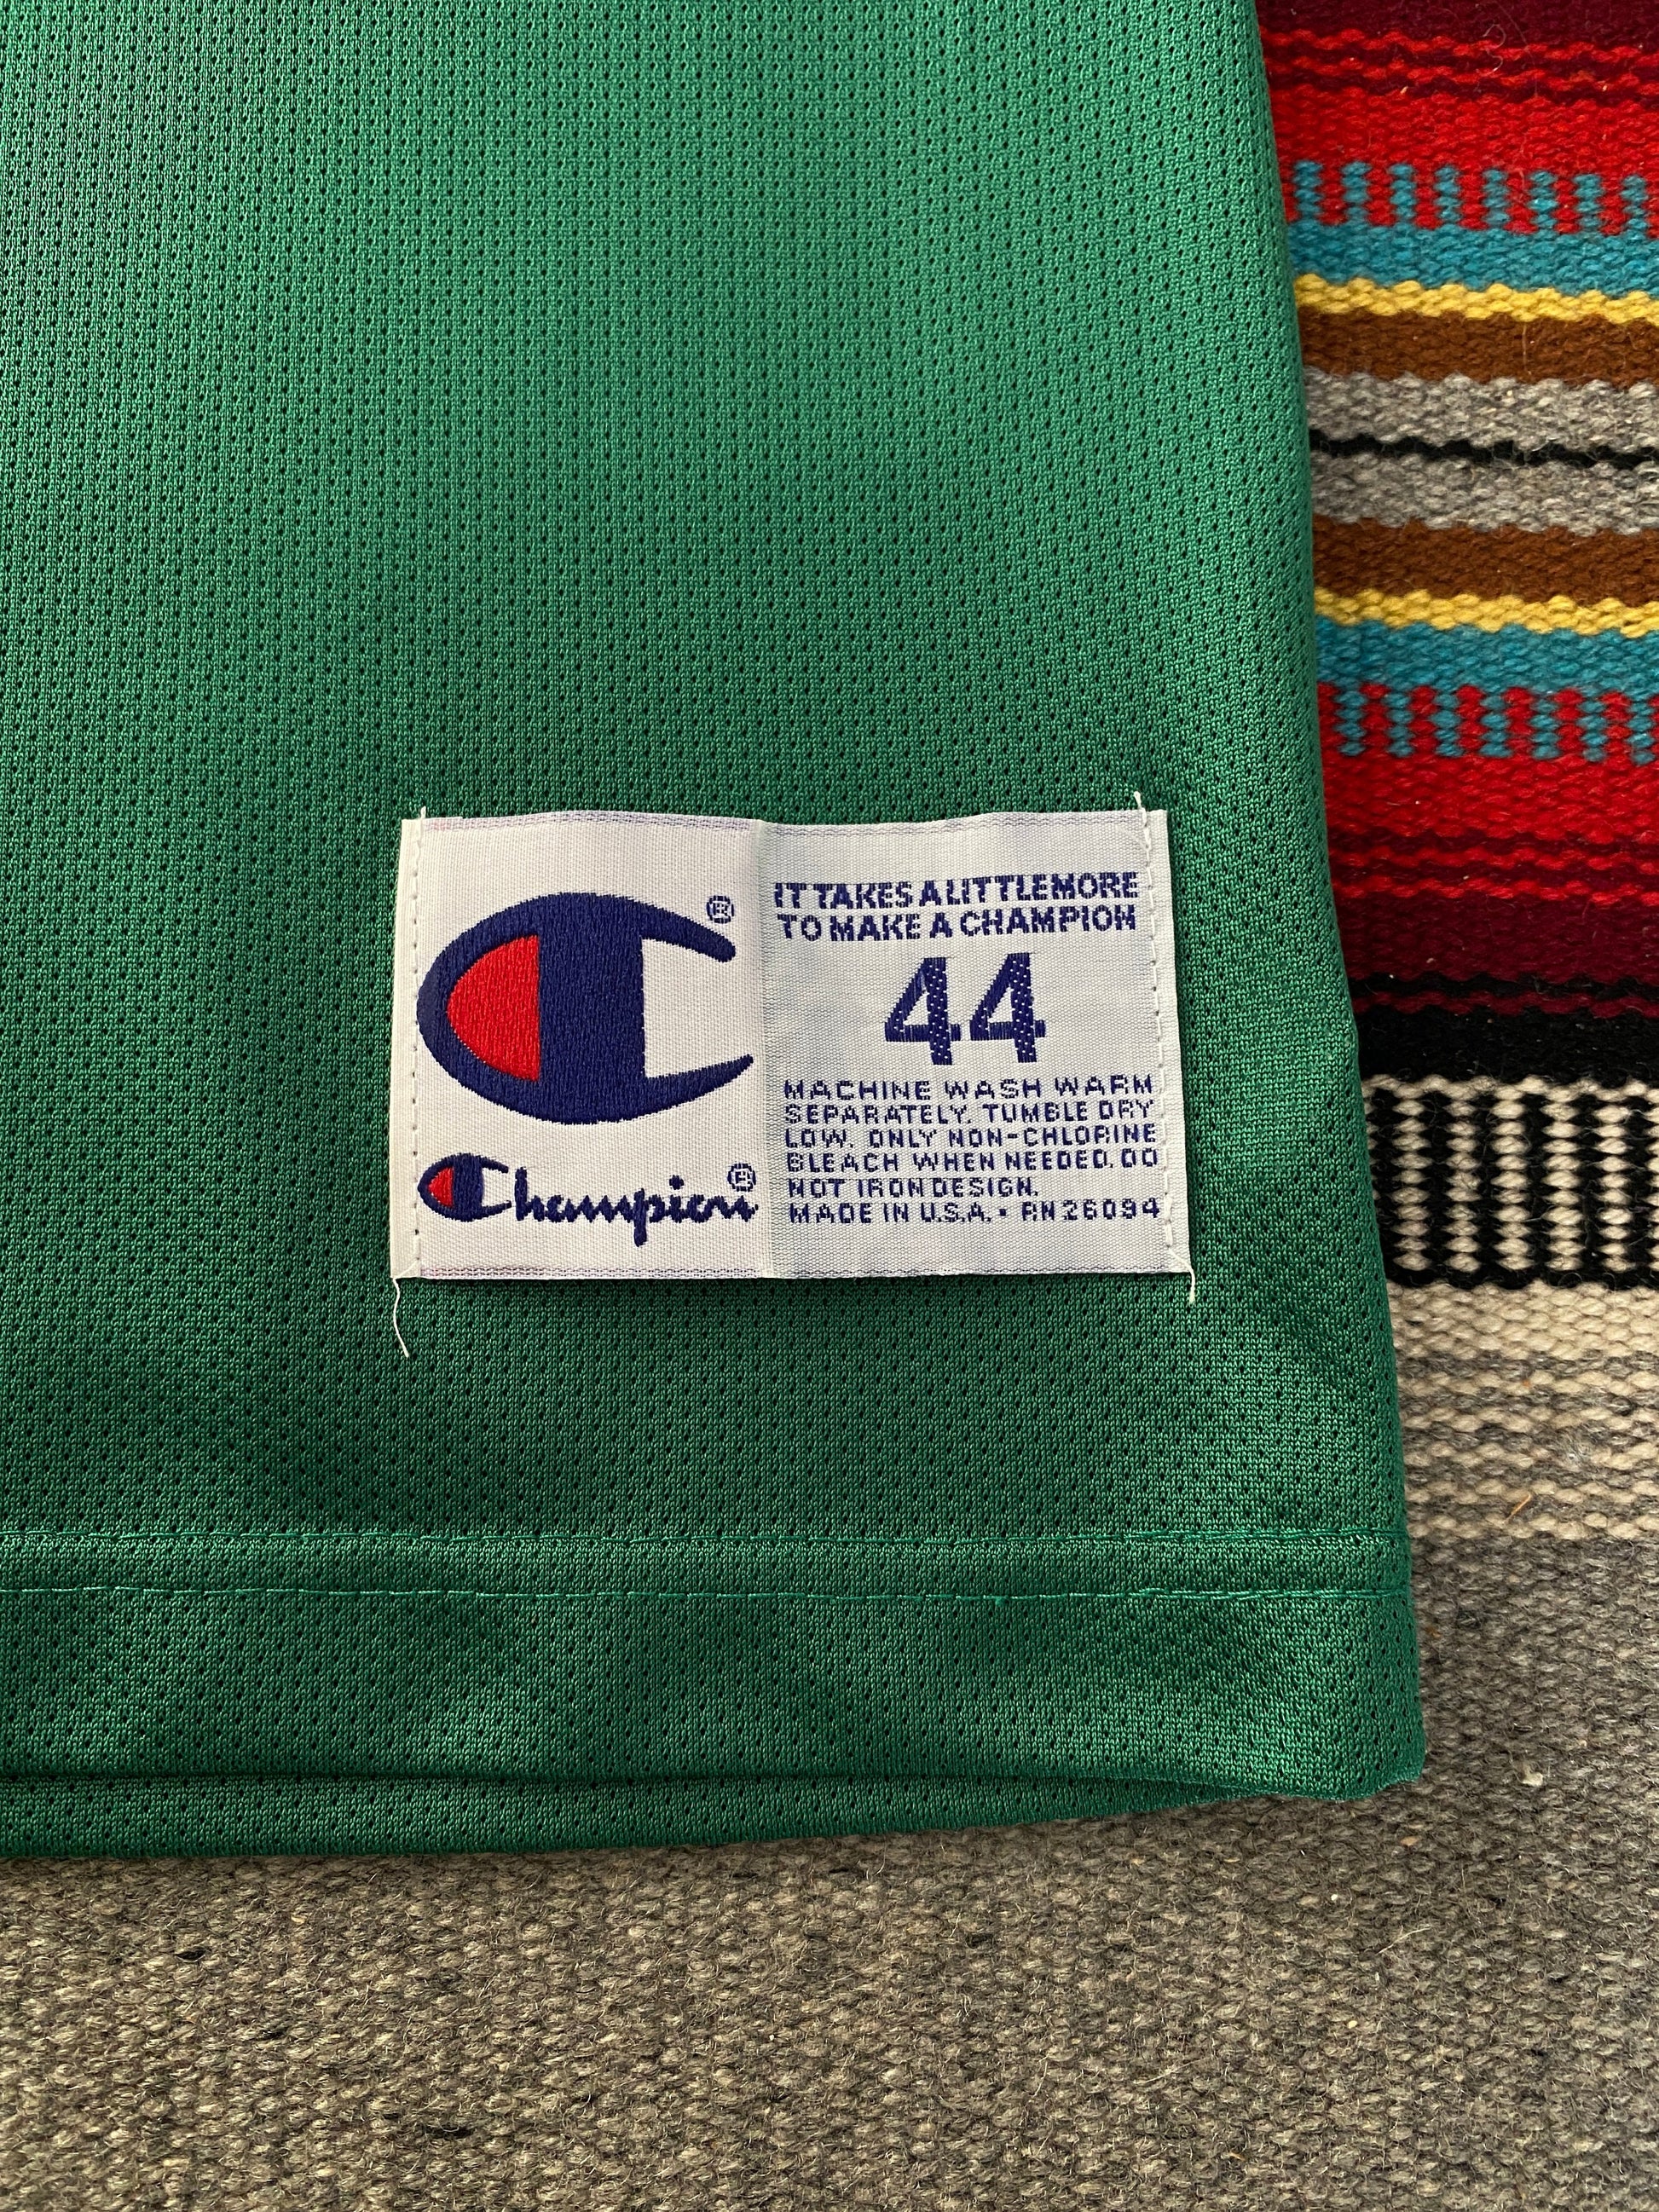 IT TAKES A LITTLE MORE
TO MAKE A CHAMPION
44
MACHINE WASH WARM
SEPARATELY. TUMBLE DRY
LOW. ONLY NON-CHLORINE
BLEACH WHEN NEEDED. DO
NOT IRON DESIGN.
MADE IN U.S.A. • RN 26094
®
Champion®